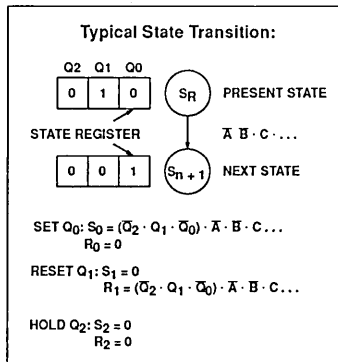 Typical State Transition:
Q2 Q1 Q0
0 1 0
S_R
PRESENT STATE
STATE REGISTER
A̅ B̅ · C · ...
0 0 1
S_n + 1
NEXT STATE
SET Q₀: S₀ = (Q̅₂ · Q₁ · Q̅₀) · A̅ · B̅ · C ...
R₀ = 0
RESET Q₁: S₁ = 0
R₁ = (Q̅₂ · Q₁ · Q̅₀) · A̅ · B̅ · C ...
HOLD Q₂: S₂ = 0
R₂ = 0